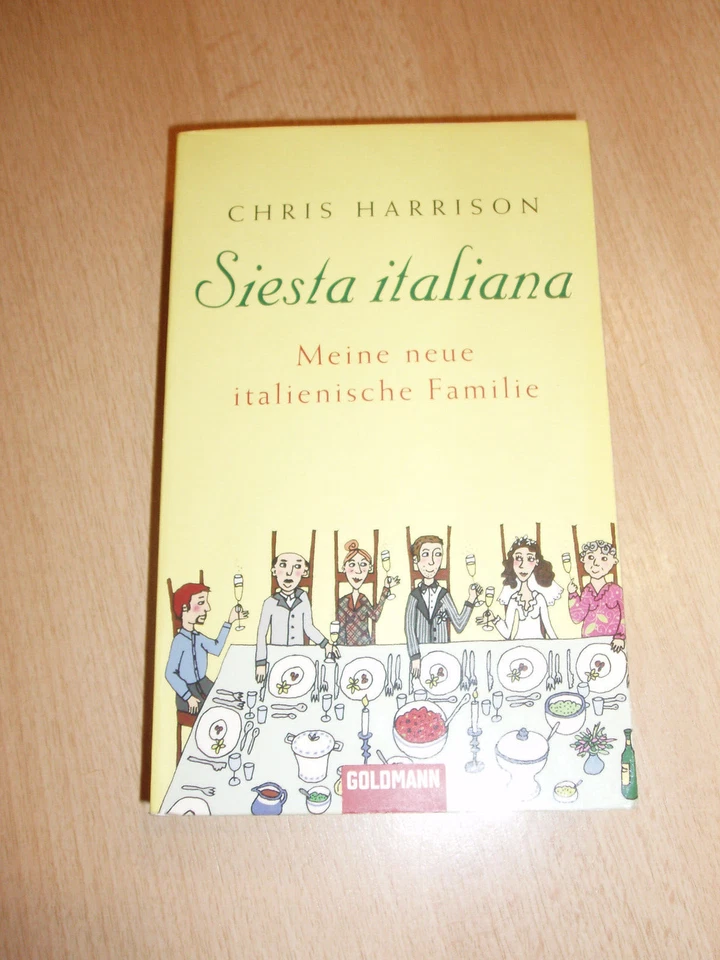 CHRIS HARRISON
Siesta italiana
Meine neue
italienische Familie
GOLDMANN